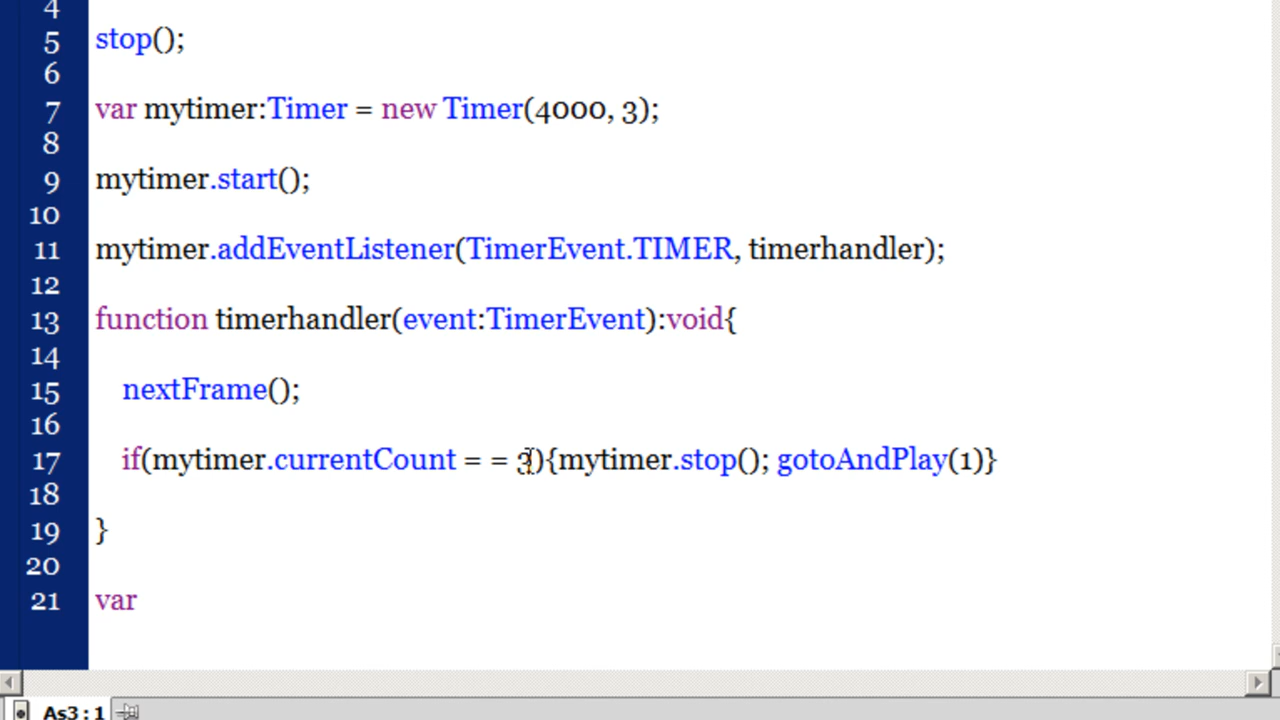 4
5 stop();
6
7 var mytimer:Timer = new Timer(4000, 3);
8
9 mytimer.start();
10
11 mytimer.addEventListener(TimerEvent.TIMER, timerhandler);
12
13 function timerhandler(event:TimerEvent):void{
14
15 nextFrame();
16
17 if(mytimer.currentCount = = 3){mytimer.stop(); gotoAndPlay(1)}
18
19 }
20
21 var
As3 : 1